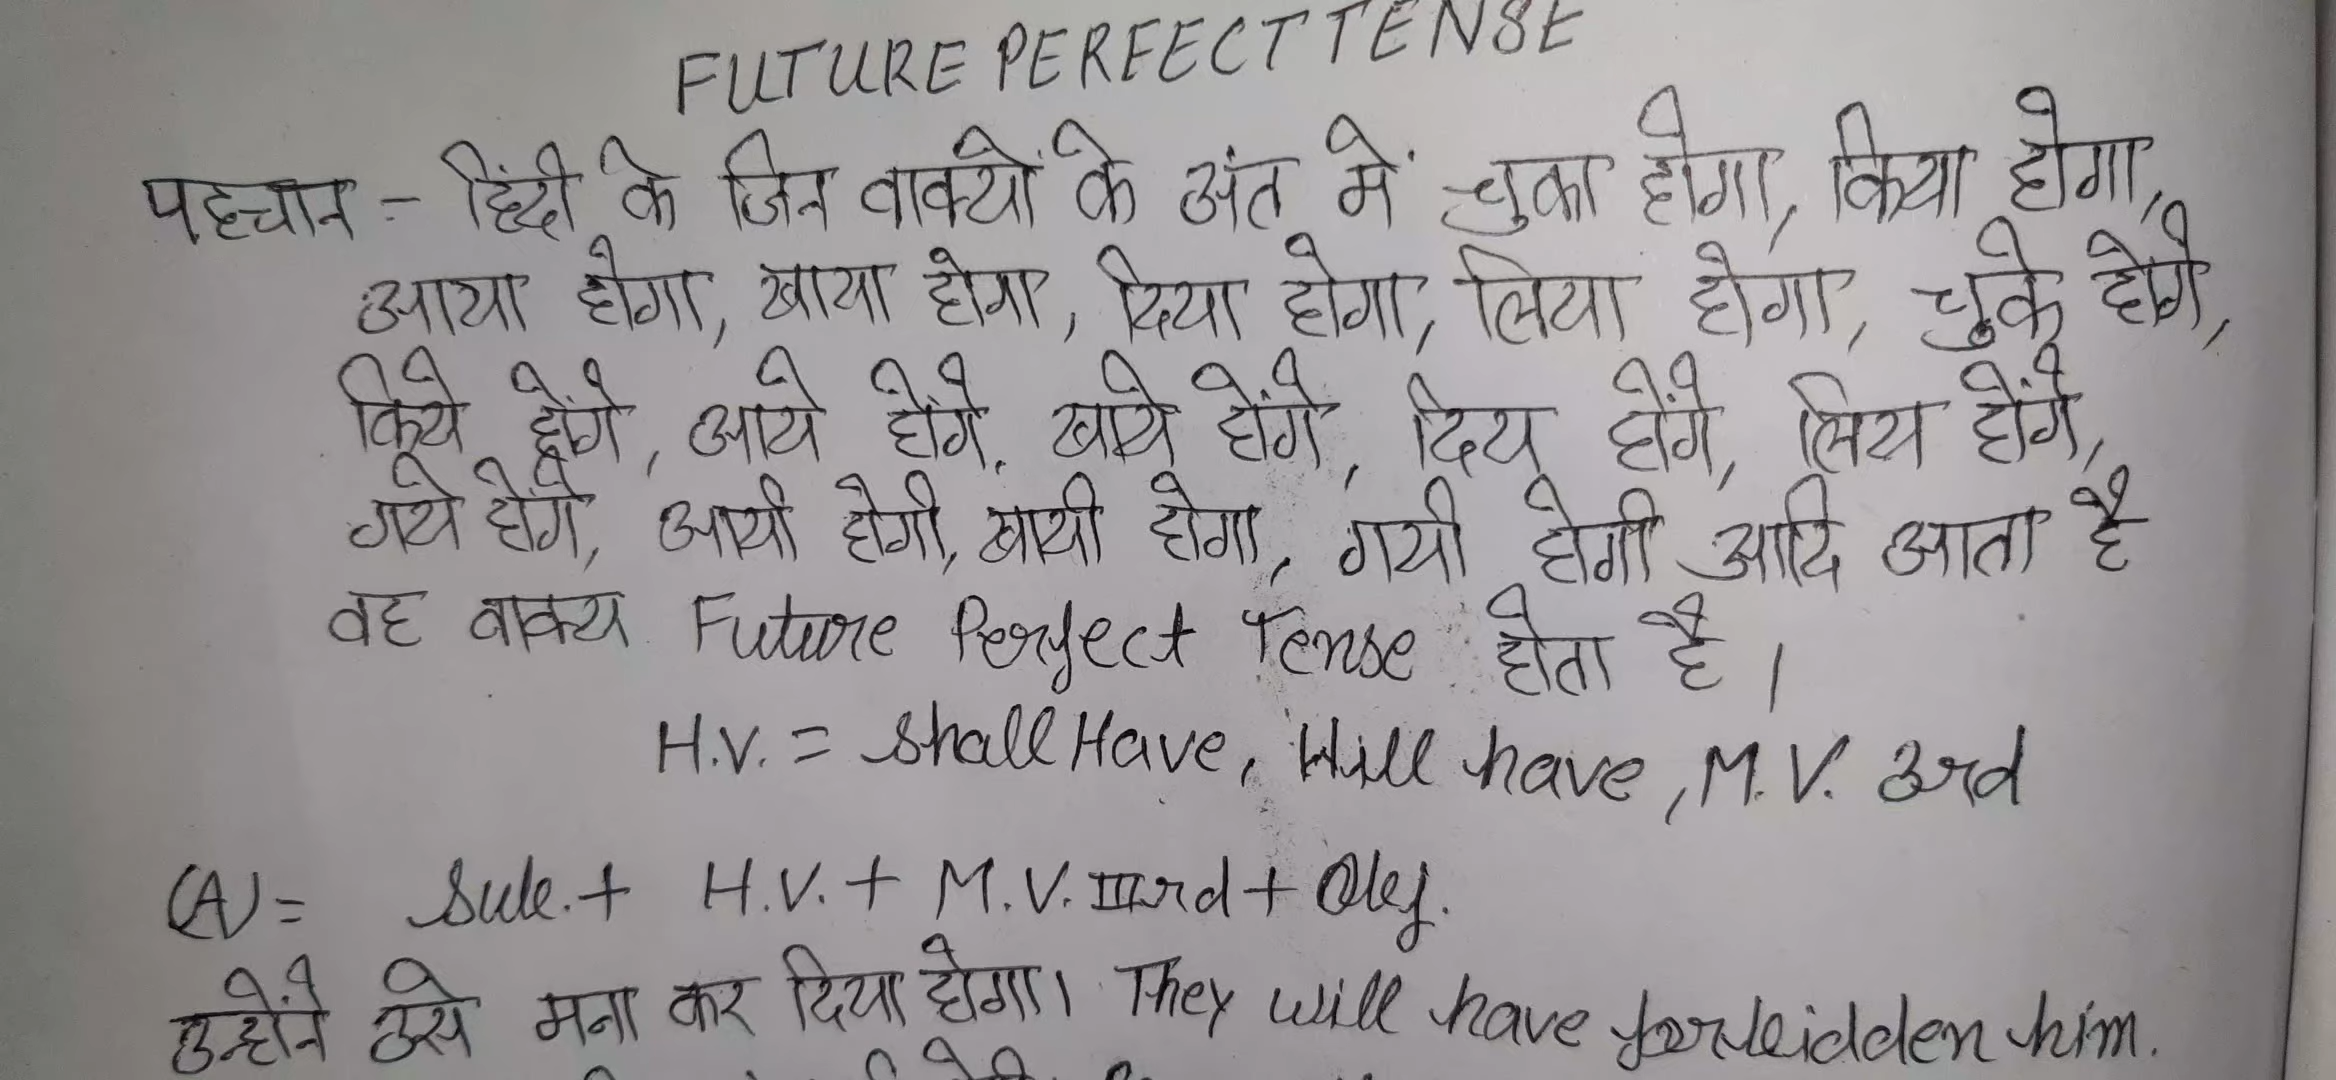 FUTURE PERFECT TENSE
पहचान - हिंदी के जिन वाक्यों के अंत में चुका होगा, किया होगा,
आया होगा, खाया होगा, दिया होगा, लिया होगा, चुके होगे,
किये होंगे, आये होंगे, खाये होंगे, दिय होंगे, लिय होंगे,
गये होंगे, आयी होगी, खायी होगा, गयी होगी आदि आता है
वह वाक्य Future Perfect Tense होता है।
H.V. = Shall Have, Will have, M.V. 3rd
(A) = Sub. + H.V. + M.V. IIIrd + Obj.
उन्होंने उसे मना कर दिया होगा। They will have forbidden him.